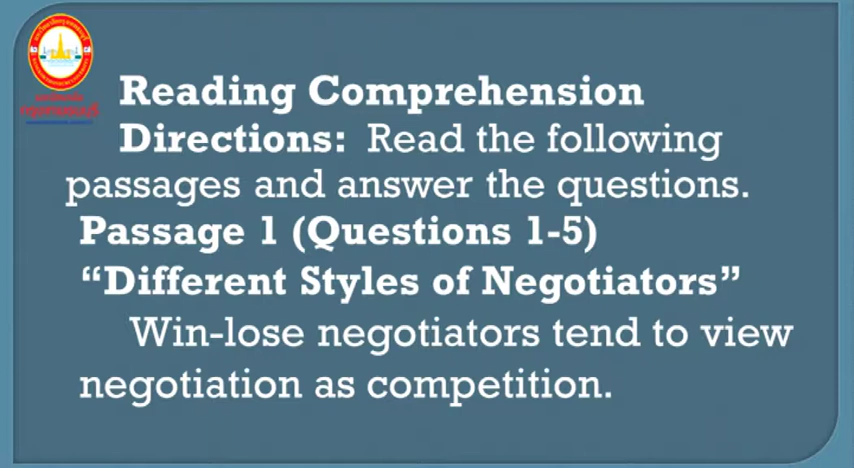 Reading Comprehension
Directions: Read the following
passages and answer the questions.
Passage 1 (Questions 1-5)
“Different Styles of Negotiators”
Win-lose negotiators tend to view
negotiation as competition.